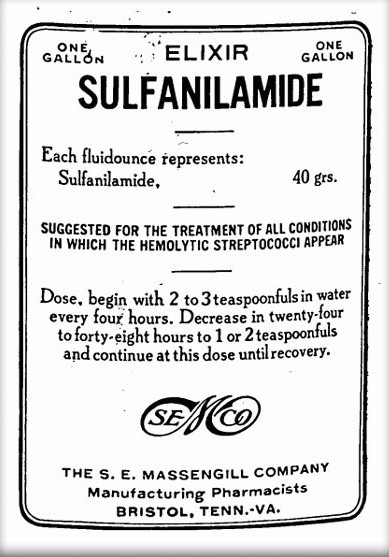 ONE GALLON
ELIXIR
ONE GALLON
SULFANILAMIDE
Each fluidounce represents:
Sulfanilamide, 40 grs.
SUGGESTED FOR THE TREATMENT OF ALL CONDITIONS
IN WHICH THE HEMOLYTIC STREPTOCOCCI APPEAR
Dose, begin with 2 to 3 teaspoonfuls in water
every four hours. Decrease in twenty-four
to forty-eight hours to 1 or 2 teaspoonfuls
and continue at this dose until recovery.
SEMCO
THE S. E. MASSENGILL COMPANY
Manufacturing Pharmacists
BRISTOL, TENN.-VA.